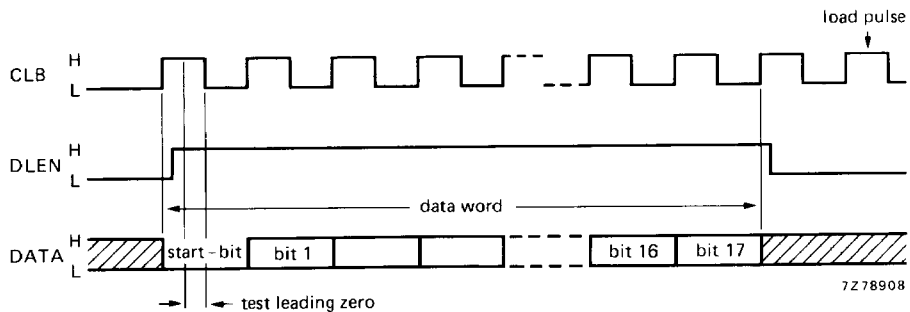 load pulse
CLB H
L
DLEN H
L
data word
DATA H
L
start-bit bit 1 bit 16 bit 17
test leading zero
7Z78908